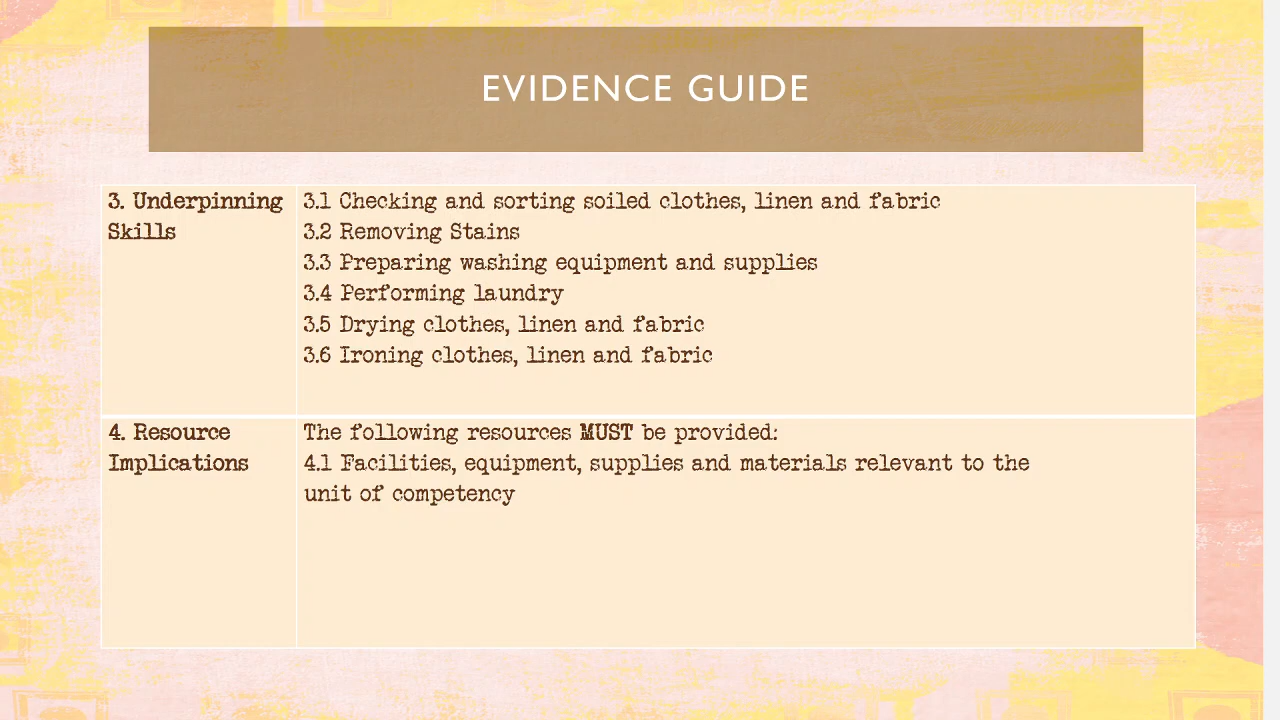 EVIDENCE GUIDE
3. Underpinning
Skills
3.1 Checking and sorting soiled clothes, linen and fabric
3.2 Removing Stains
3.3 Preparing washing equipment and supplies
3.4 Performing laundry
3.5 Drying clothes, linen and fabric
3.6 Ironing clothes, linen and fabric
4. Resource
Implications
The following resources MUST be provided:
4.1 Facilities, equipment, supplies and materials relevant to the
unit of competency